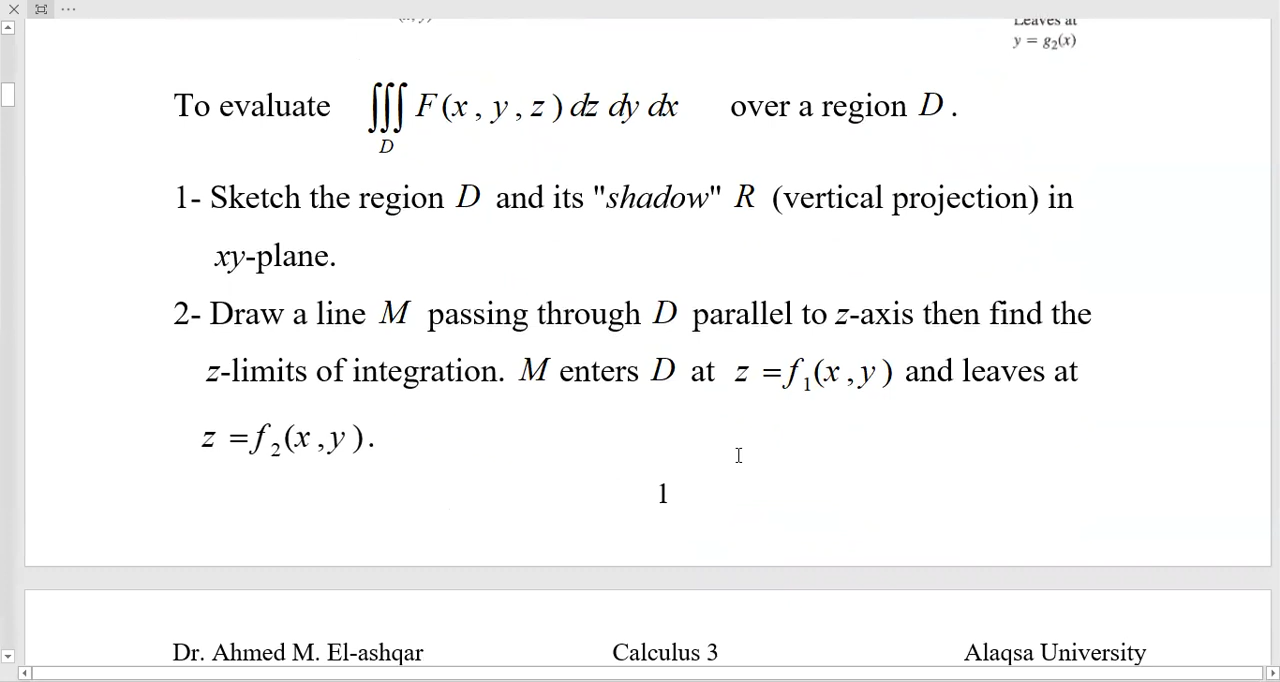 Leaves at
y = g₂(x)
To evaluate ∭_D F(x, y, z) dz dy dx over a region D.
1- Sketch the region D and its "shadow" R (vertical projection) in
xy-plane.
2- Draw a line M passing through D parallel to z-axis then find the
z-limits of integration. M enters D at z = f₁(x, y) and leaves at
z = f₂(x, y).
1
Dr. Ahmed M. El-ashqar Calculus 3 Alaqsa University